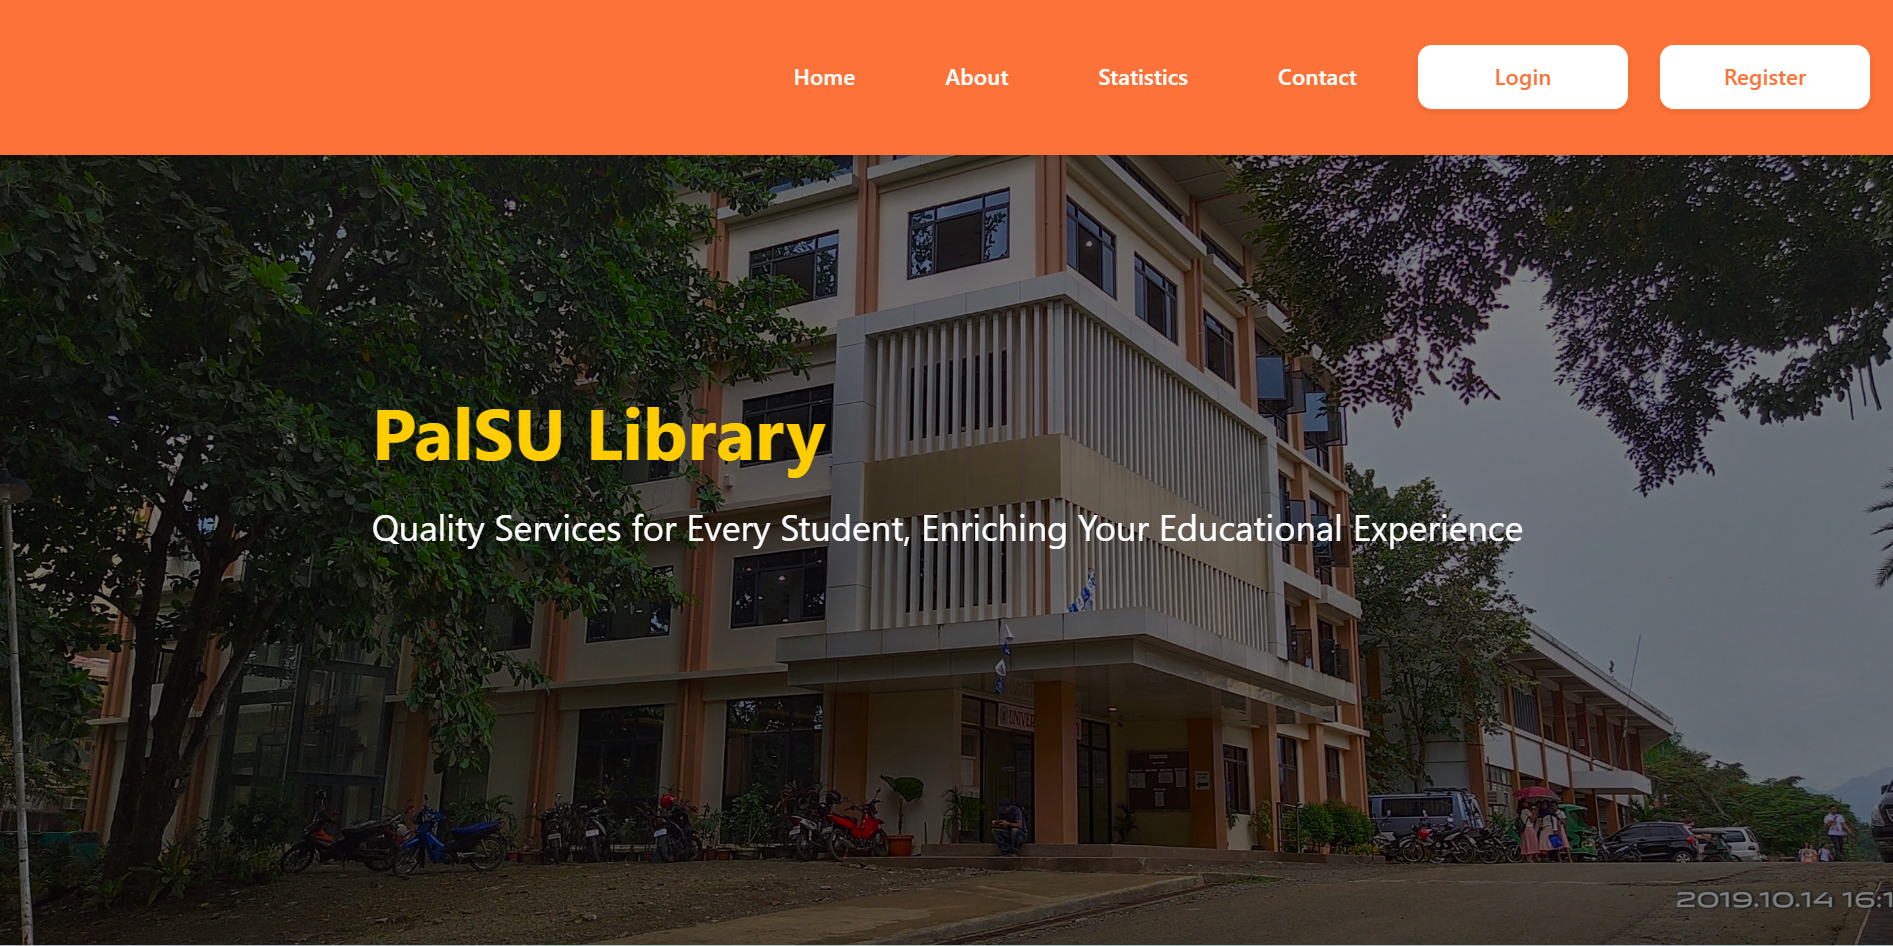 Home About Statistics Contact Login Register
PalSU Library
Quality Services for Every Student, Enriching Your Educational Experience
2019.10.14 16:1